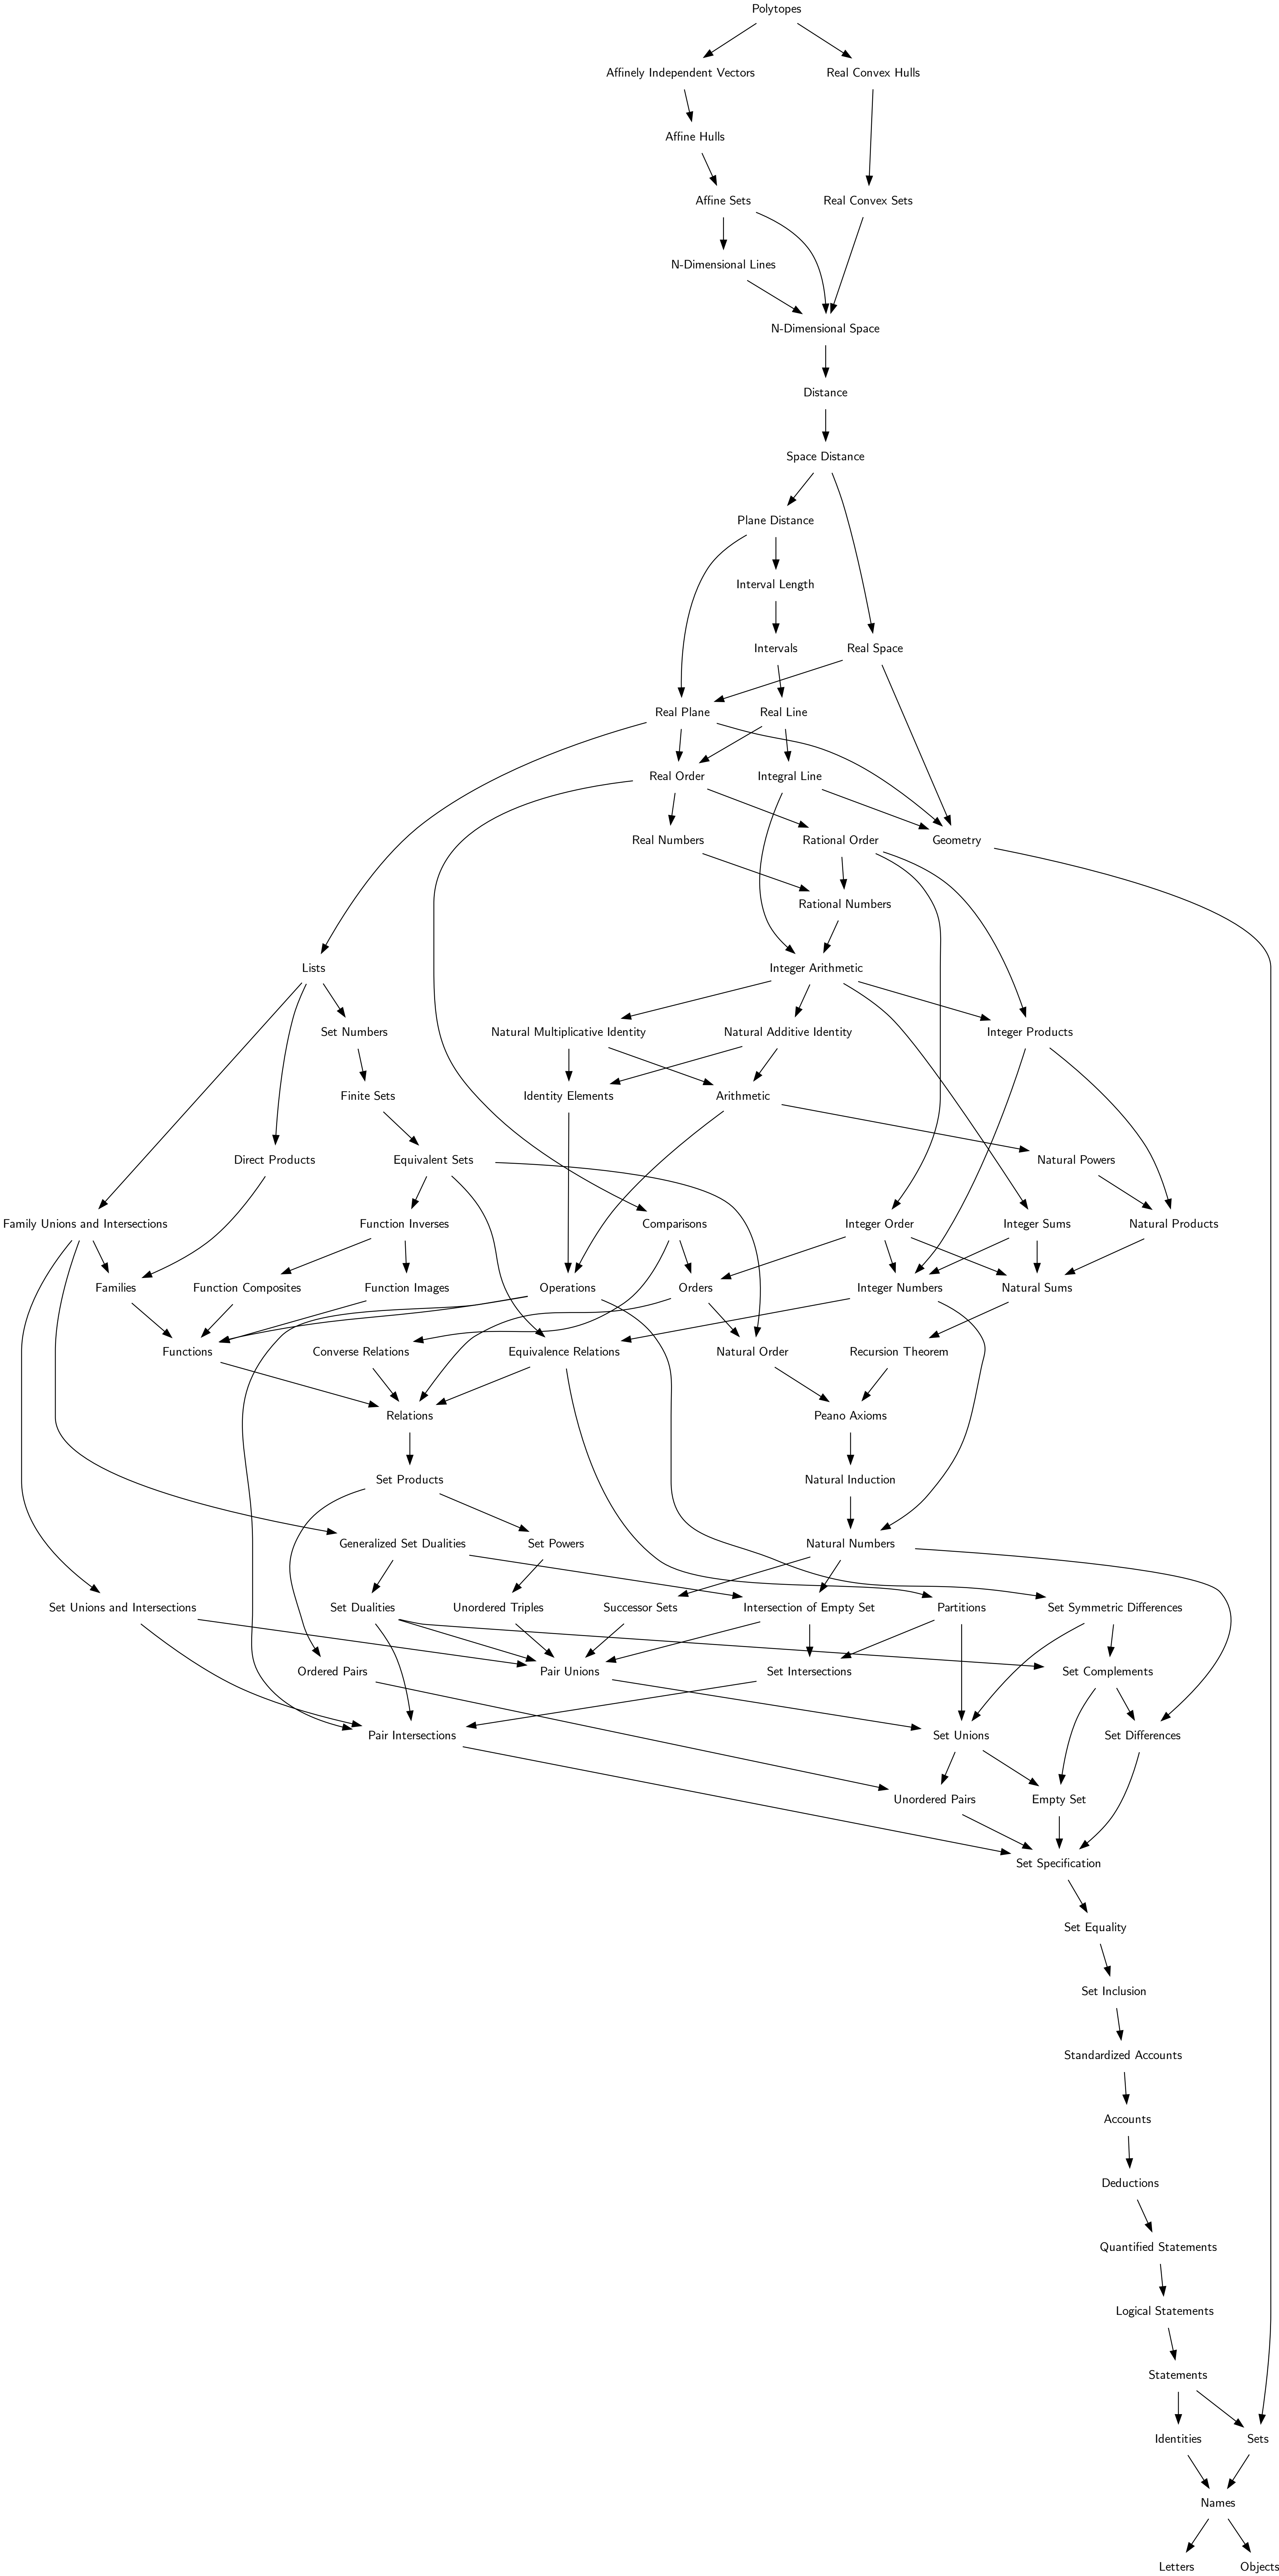 Polytopes
Affinely Independent Vectors
Real Convex Hulls
Affine Hulls
Affine Sets
Real Convex Sets
N-Dimensional Lines
N-Dimensional Space
Distance
Space Distance
Plane Distance
Interval Length
Intervals
Real Space
Real Plane
Real Line
Real Order
Integral Line
Real Numbers
Rational Order
Geometry
Rational Numbers
Lists
Integer Arithmetic
Set Numbers
Natural Multiplicative Identity
Natural Additive Identity
Integer Products
Finite Sets
Identity Elements
Arithmetic
Direct Products
Equivalent Sets
Natural Powers
Family Unions and Intersections
Function Inverses
Comparisons
Integer Order
Integer Sums
Natural Products
Families
Function Composites
Function Images
Operations
Orders
Integer Numbers
Natural Sums
Functions
Converse Relations
Equivalence Relations
Natural Order
Recursion Theorem
Relations
Peano Axioms
Set Products
Natural Induction
Generalized Set Dualities
Set Powers
Natural Numbers
Set Unions and Intersections
Set Dualities
Unordered Triples
Successor Sets
Intersection of Empty Set
Partitions
Set Symmetric Differences
Ordered Pairs
Pair Unions
Set Intersections
Set Complements
Pair Intersections
Set Unions
Set Differences
Unordered Pairs
Empty Set
Set Specification
Set Equality
Set Inclusion
Standardized Accounts
Accounts
Deductions
Quantified Statements
Logical Statements
Statements
Identities
Sets
Names
Letters
Objects